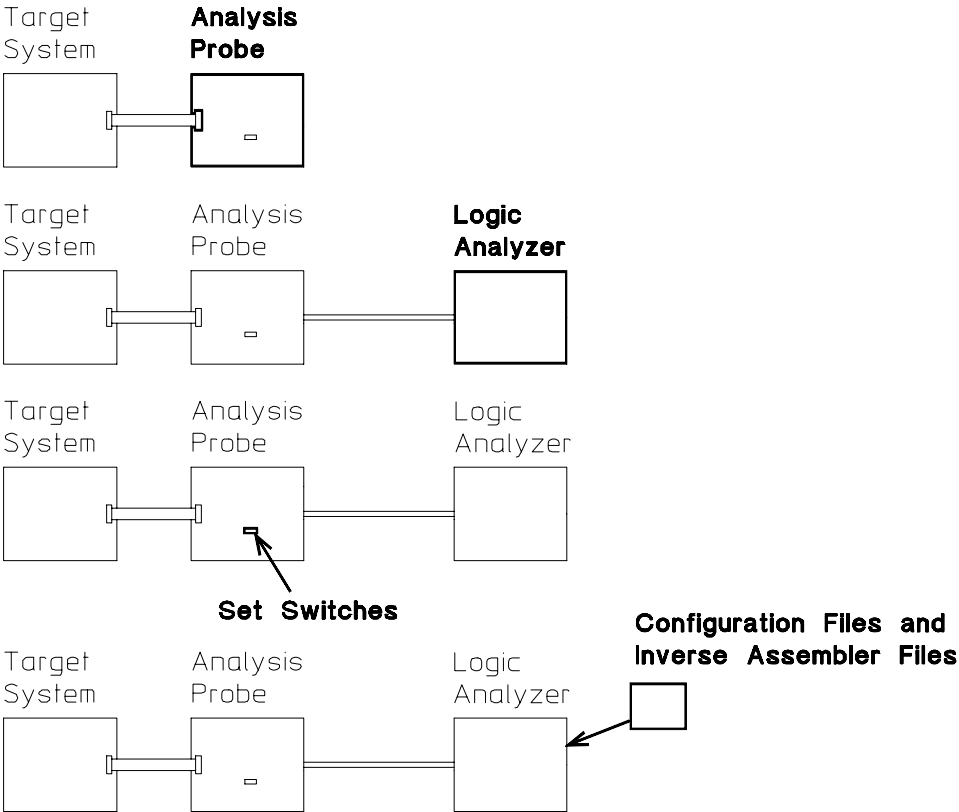 Target
System
Analysis
Probe
Target
System
Analysis
Probe
Logic
Analyzer
Target
System
Analysis
Probe
Logic
Analyzer
Set Switches
Configuration Files and
Inverse Assembler Files
Target
System
Analysis
Probe
Logic
Analyzer